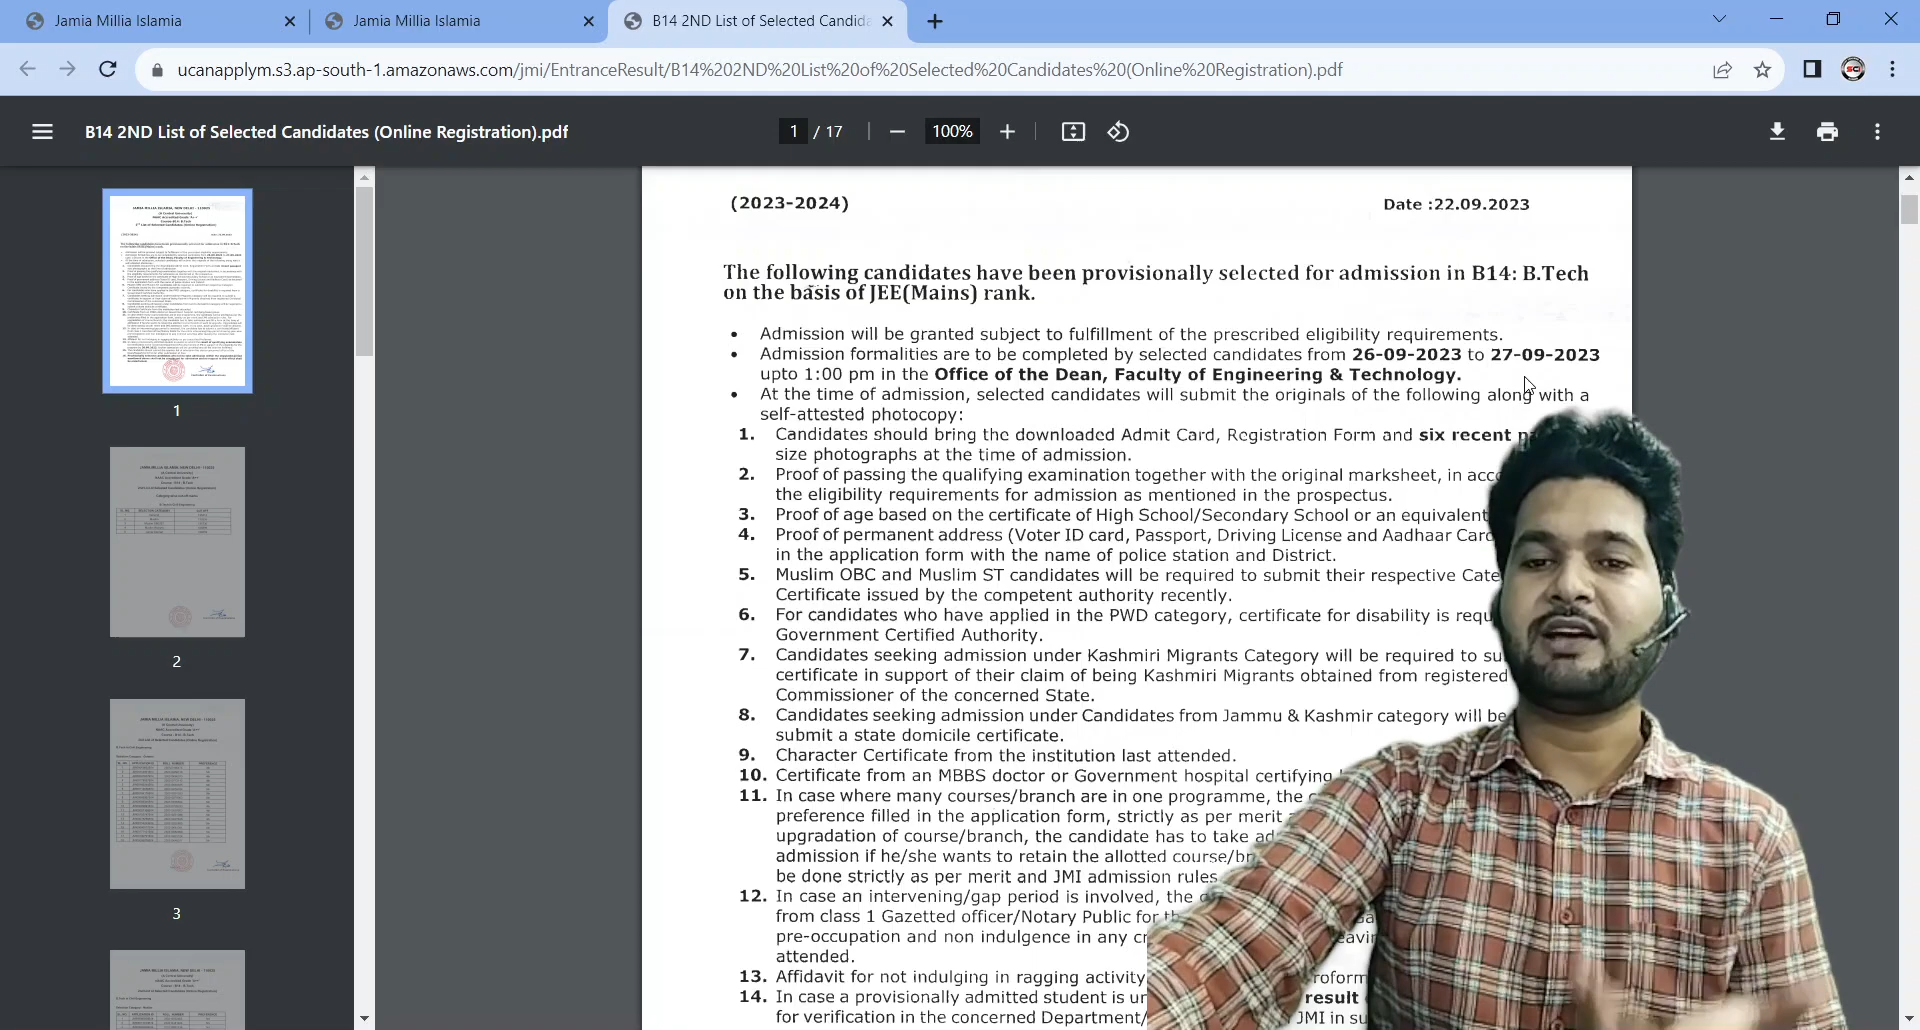 Jamia Millia Islamia
Jamia Millia Islamia
B14 2ND List of Selected Candida
ucanapplym.s3.ap-south-1.amazonaws.com/jmi/EntranceResult/B14%202ND%20List%20of%20Selected%20Candidates%20(Online%20Registration).pdf
B14 2ND List of Selected Candidates (Online Registration).pdf
1 / 17
100%
(2023-2024) Date :22.09.2023
The following candidates have been provisionally selected for admission in B14: B.Tech
on the basis of JEE(Mains) rank.
• Admission will be granted subject to fulfillment of the prescribed eligibility requirements.
• Admission formalities are to be completed by selected candidates from 26-09-2023 to 27-09-2023
upto 1:00 pm in the Office of the Dean, Faculty of Engineering & Technology.
• At the time of admission, selected candidates will submit the originals of the following along with a
self-attested photocopy:
1. Candidates should bring the downloaded Admit Card, Registration Form and six recent
size photographs at the time of admission.
2. Proof of passing the qualifying examination together with the original marksheet, in
the eligibility requirements for admission as mentioned in the prospectus.
3. Proof of age based on the certificate of High School/Secondary School or an equivalent
4. Proof of permanent address (Voter ID card, Passport, Driving License and Aadhaar Card
in the application form with the name of police station and District.
5. Muslim OBC and Muslim ST candidates will be required to submit their respective
Certificate issued by the competent authority recently.
6. For candidates who have applied in the PWD category, certificate for disability is
Government Certified Authority.
7. Candidates seeking admission under Kashmiri Migrants Category will be required to
certificate in support of their claim of being Kashmiri Migrants obtained from registered
Commissioner of the concerned State.
8. Candidates seeking admission under Candidates from Jammu & Kashmir category will be
submit a state domicile certificate.
9. Character Certificate from the institution last attended.
10. Certificate from an MBBS doctor or Government hospital certifying
11. In case where many courses/branch are in one programme, the
preference filled in the application form, strictly as per merit
upgradation of course/branch, the candidate has to take
admission if he/she wants to retain the allotted
be done strictly as per merit and JMI admission rules
12. In case an intervening/gap period is involved, the
from class 1 Gazetted officer/Notary Public for
pre-occupation and non indulgence in any
attended.
13. Affidavit for not indulging in ragging activity
14. In case a provisionally admitted student is result
for verification in the concerned Department/ JMI in
1
2
3